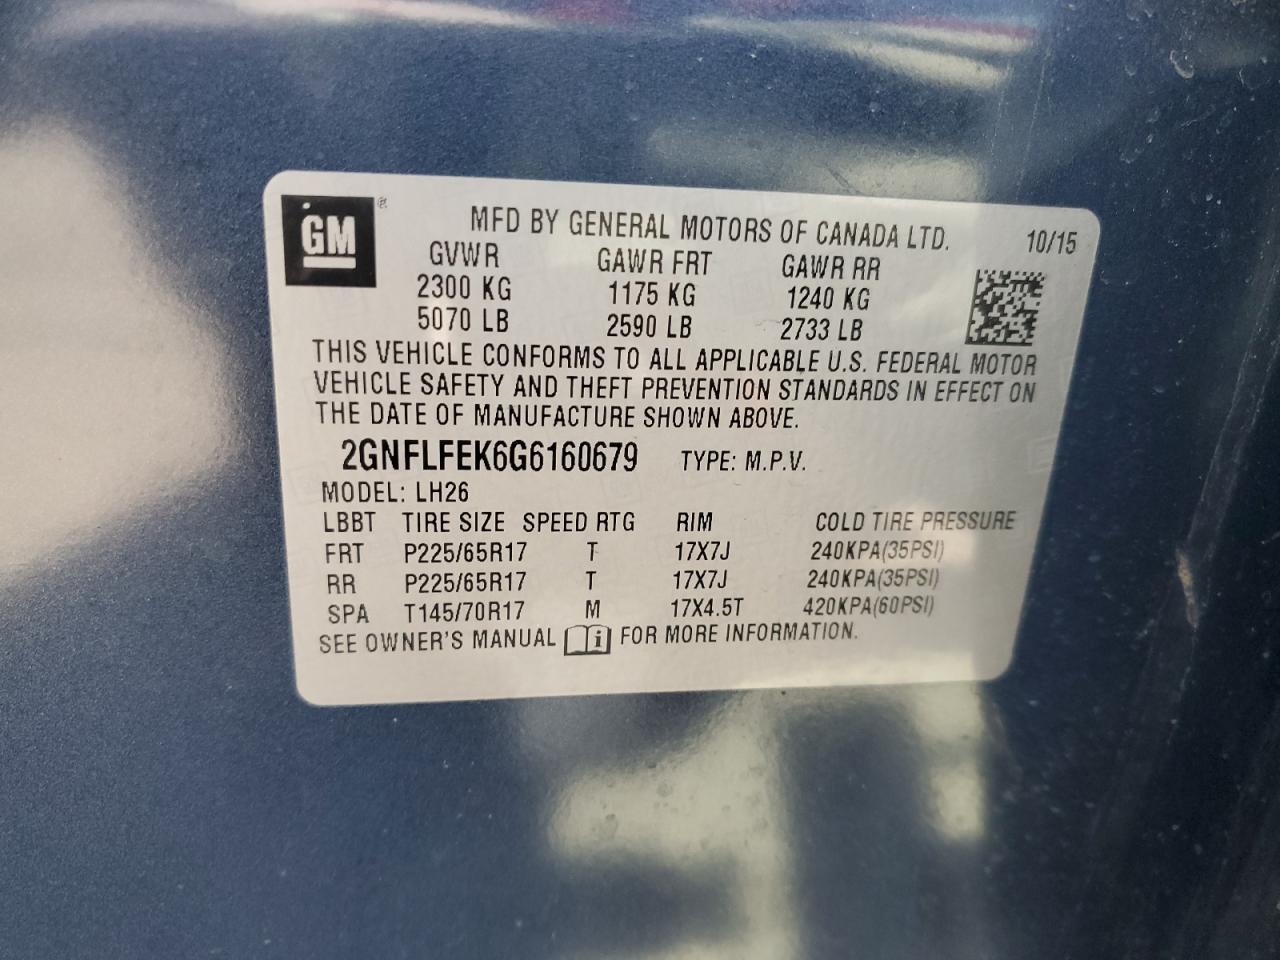 GM ®
MFD BY GENERAL MOTORS OF CANADA LTD. 10/15
GVWR GAWR FRT GAWR RR
2300 KG 1175 KG 1240 KG
5070 LB 2590 LB 2733 LB
THIS VEHICLE CONFORMS TO ALL APPLICABLE U.S. FEDERAL MOTOR
VEHICLE SAFETY AND THEFT PREVENTION STANDARDS IN EFFECT ON
THE DATE OF MANUFACTURE SHOWN ABOVE.
2GNFLFEK6G6160679 TYPE: M.P.V.
MODEL: LH26
LBBT TIRE SIZE SPEED RTG RIM COLD TIRE PRESSURE
FRT P225/65R17 T 17X7J 240KPA(35PSI)
RR P225/65R17 T 17X7J 240KPA(35PSI)
SPA T145/70R17 M 17X4.5T 420KPA(60PSI)
SEE OWNER'S MANUAL i FOR MORE INFORMATION.